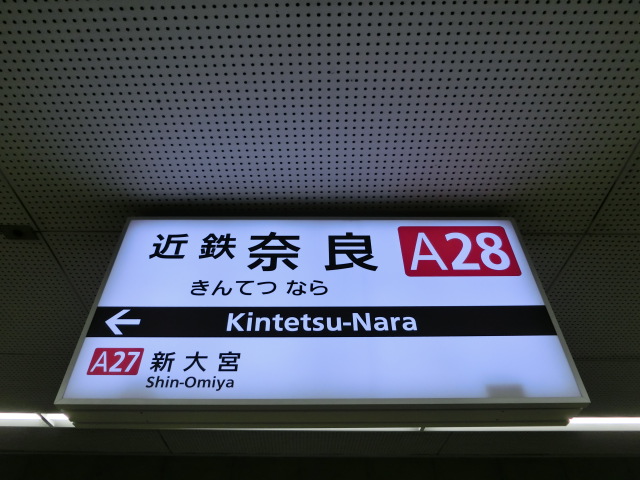 近鉄奈良 A28
きんてつ なら
← Kintetsu-Nara
A27 新大宮
Shin-Omiya